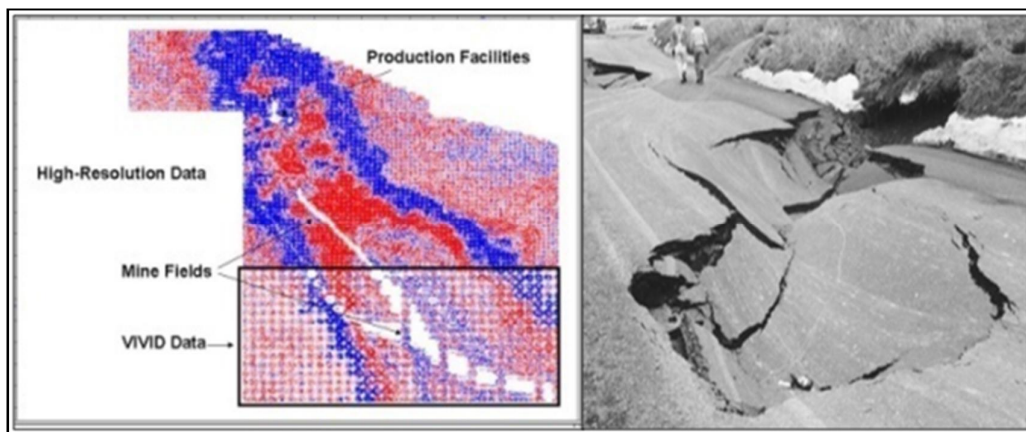 Production Facilities
High-Resolution Data
Mine Fields
VIVID Data